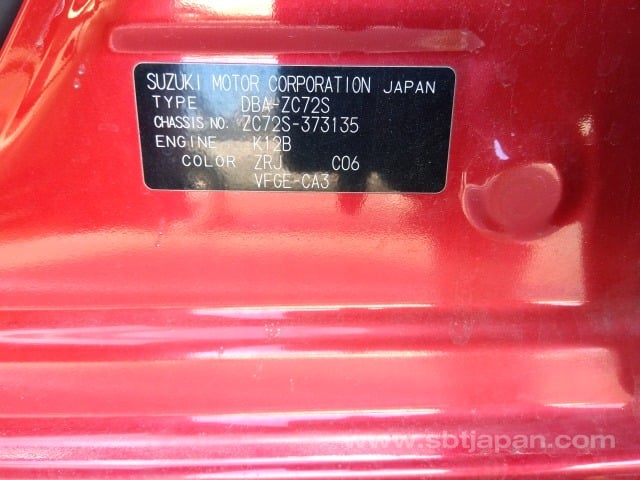 SUZUKI MOTOR CORPORATION JAPAN
TYPE DBA-ZC72S
CHASSIS NO. ZC72S-373135
ENGINE K12B
COLOR ZRJ C06
VFGE-CA3
www.sbtjapan.com